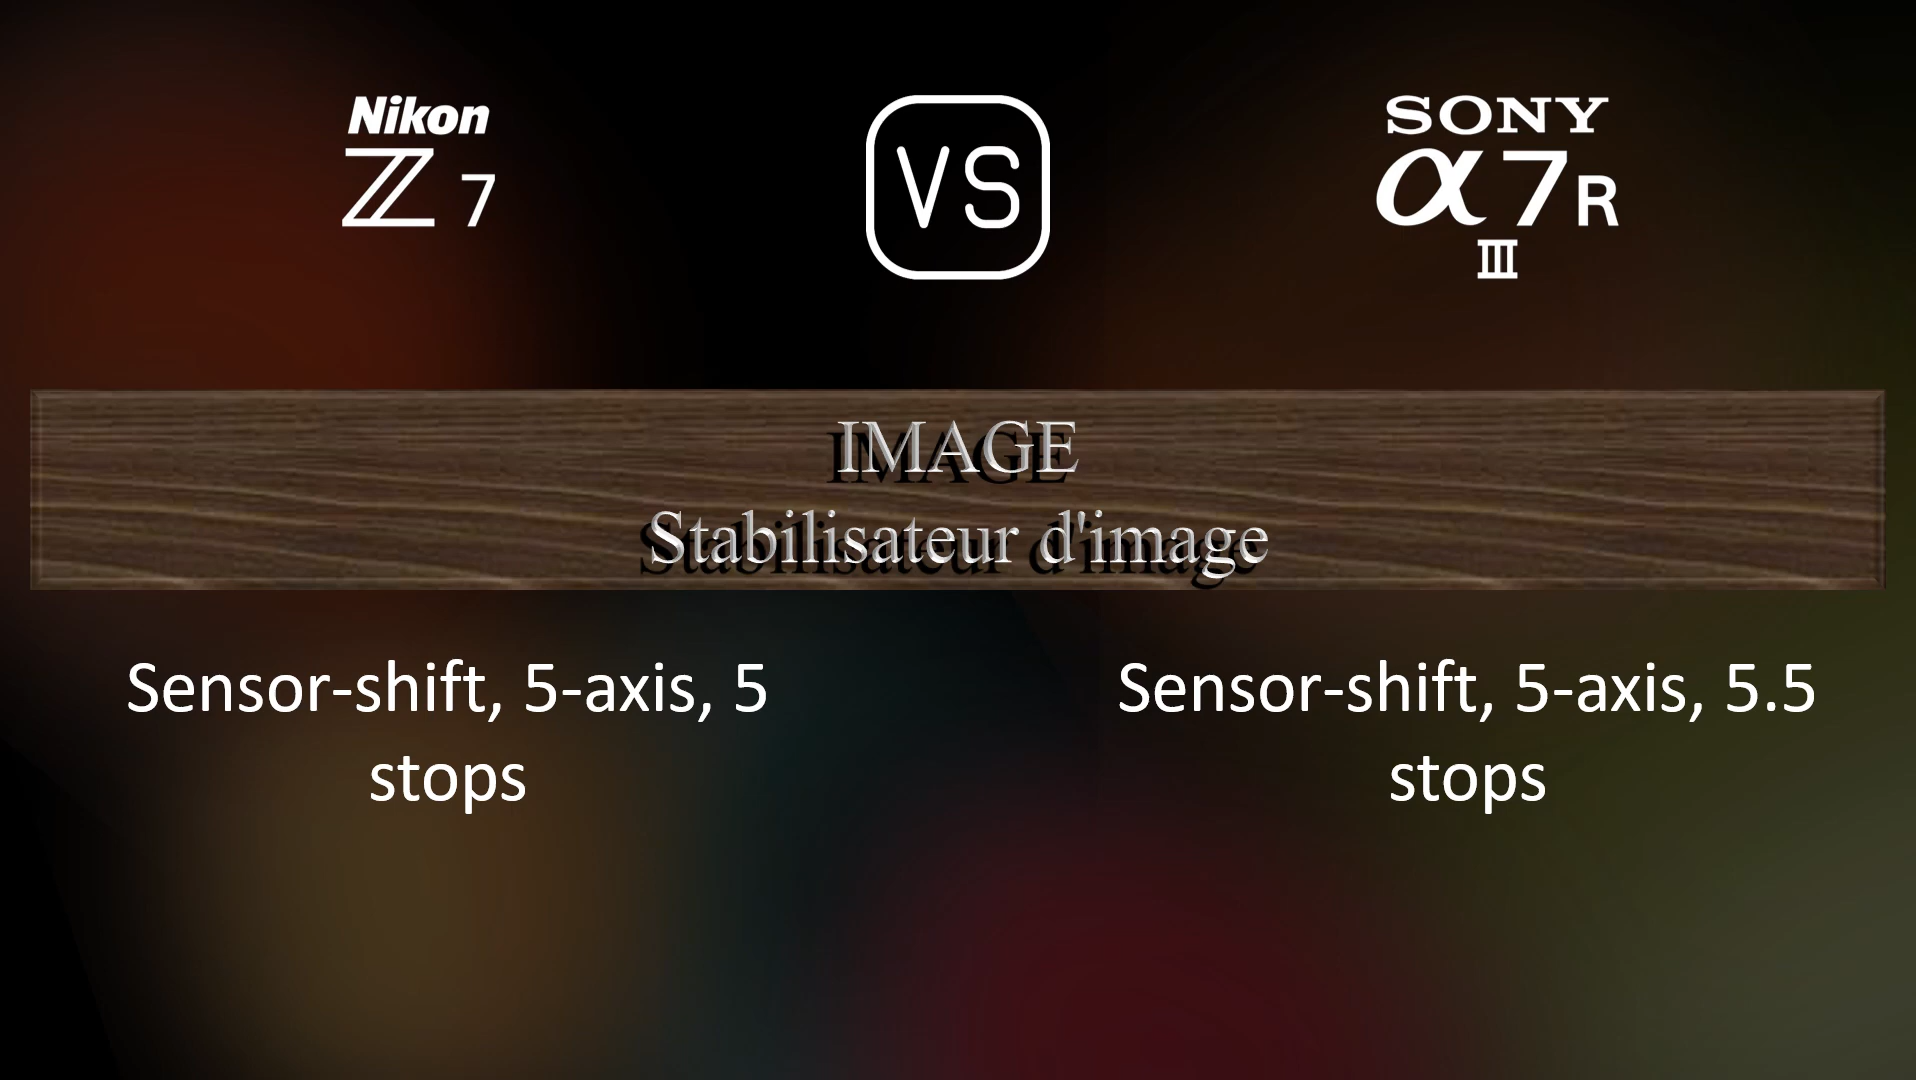 Nikon
Z 7
VS
SONY
α7R
III
IMAGE
Stabilisateur d'image
Sensor-shift, 5-axis, 5
stops
Sensor-shift, 5-axis, 5.5
stops